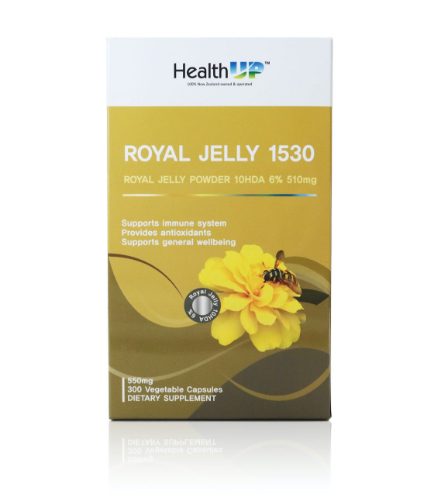 HealthUP™
100% New Zealand owned & operated
ROYAL JELLY 1530
ROYAL JELLY POWDER 10HDA 6% 510mg
Supports immune system
Provides antioxidants
Supports general wellbeing
Royal Jelly 10HDA 6%
550mg
300 Vegetable Capsules
DIETARY SUPPLEMENT